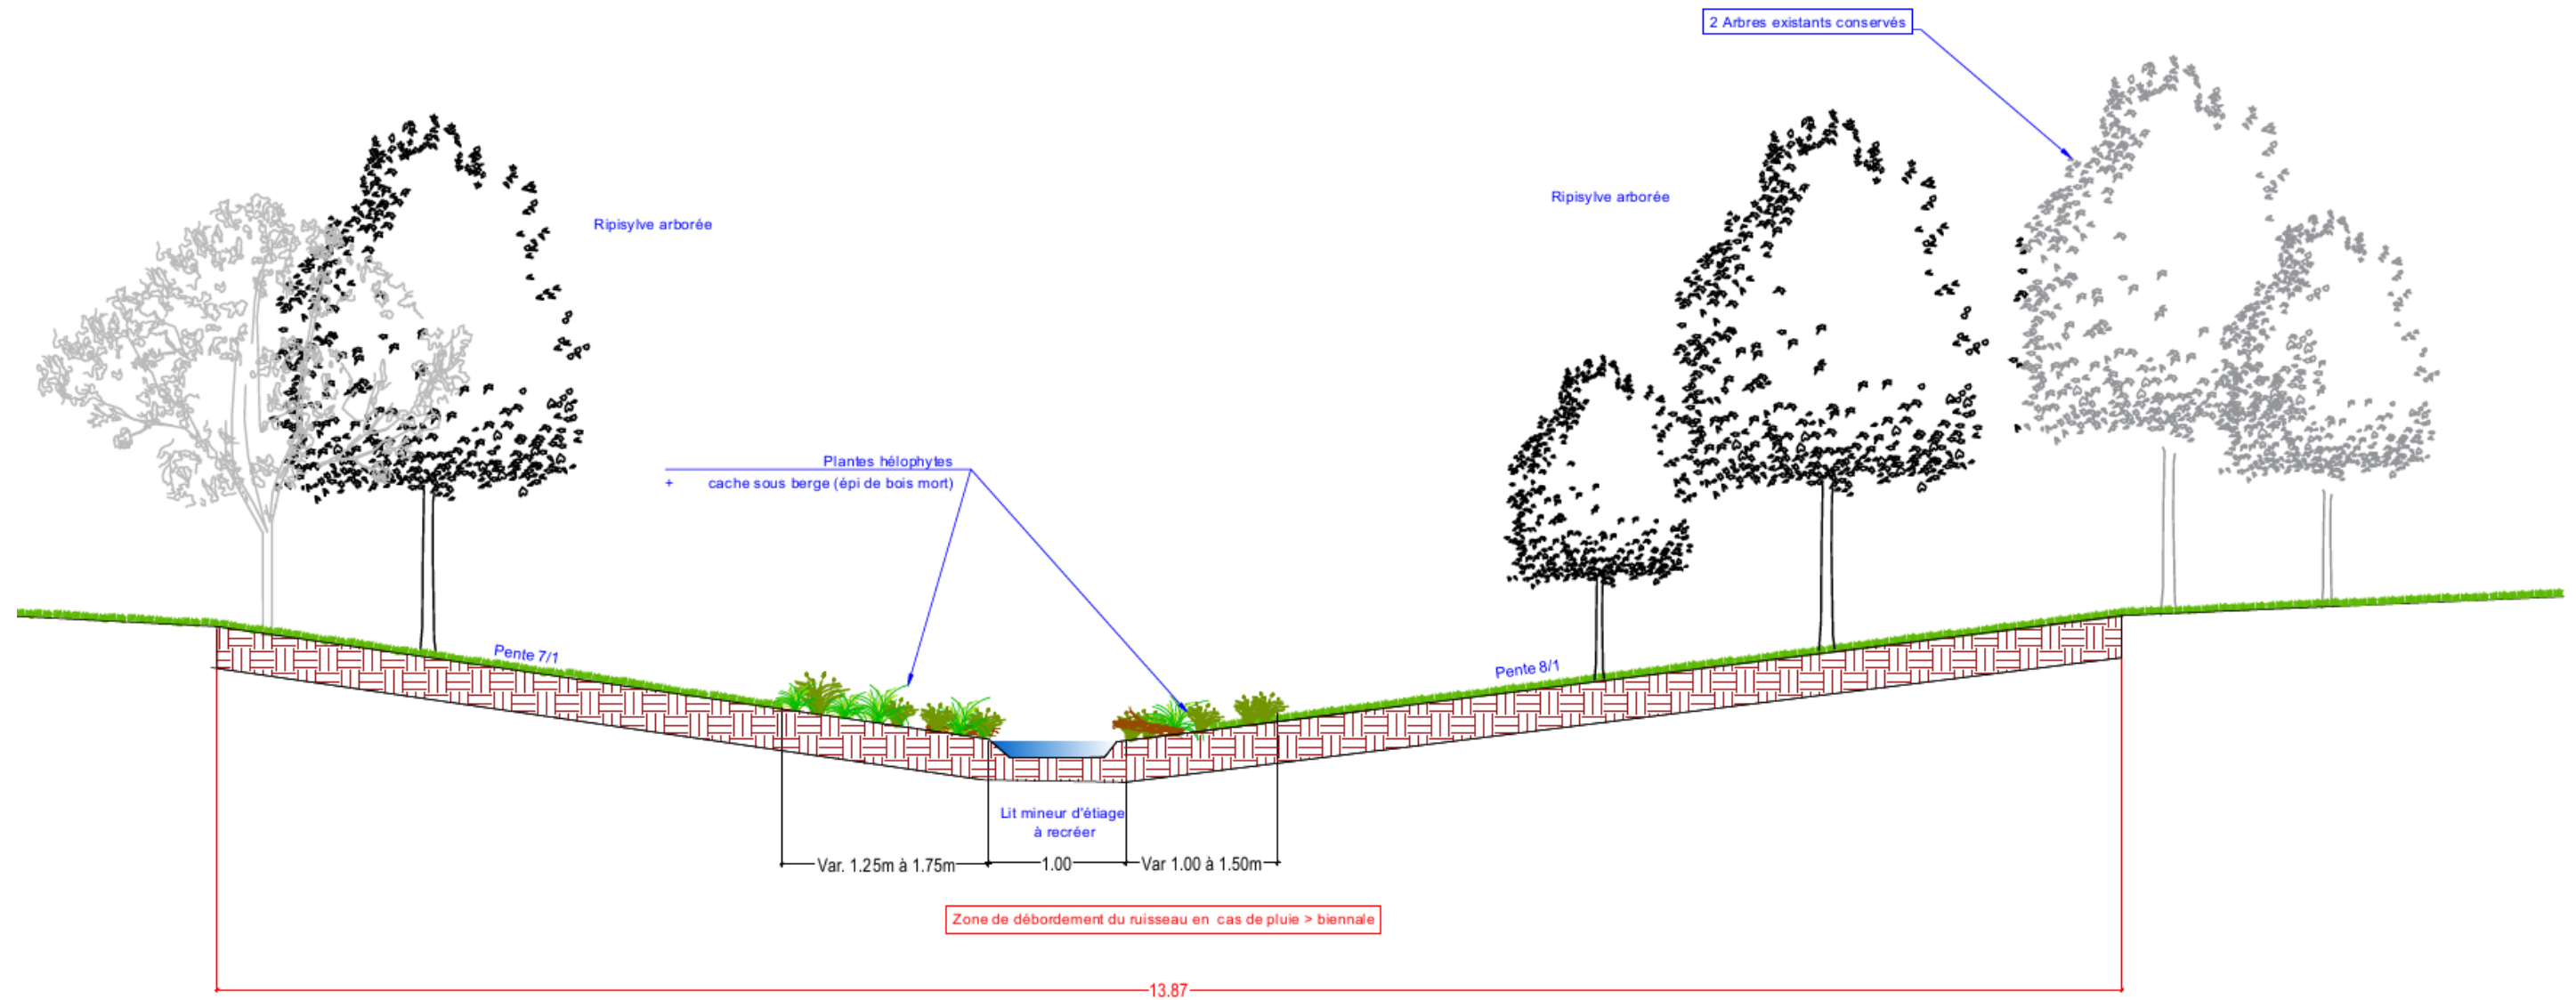 2 Arbres existants conservés
Ripisylve arborée
Ripisylve arborée
Plantes hélophytes
+ cache sous berge (épi de bois mort)
Pente 7/1
Pente 8/1
Lit mineur d'étiage
à recréer
Var. 1.25m à 1.75m
1.00
Var 1.00 à 1.50m
Zone de débordement du ruisseau en cas de pluie > biennale
13.87